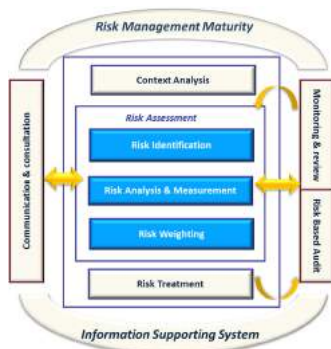 Risk Management Maturity
Context Analysis
Communication & consultation
Risk Assessment
Risk Identification
Risk Analysis & Measurement
Risk Weighting
Monitoring & review
Risk Based Audit
Risk Treatment
Information Supporting System